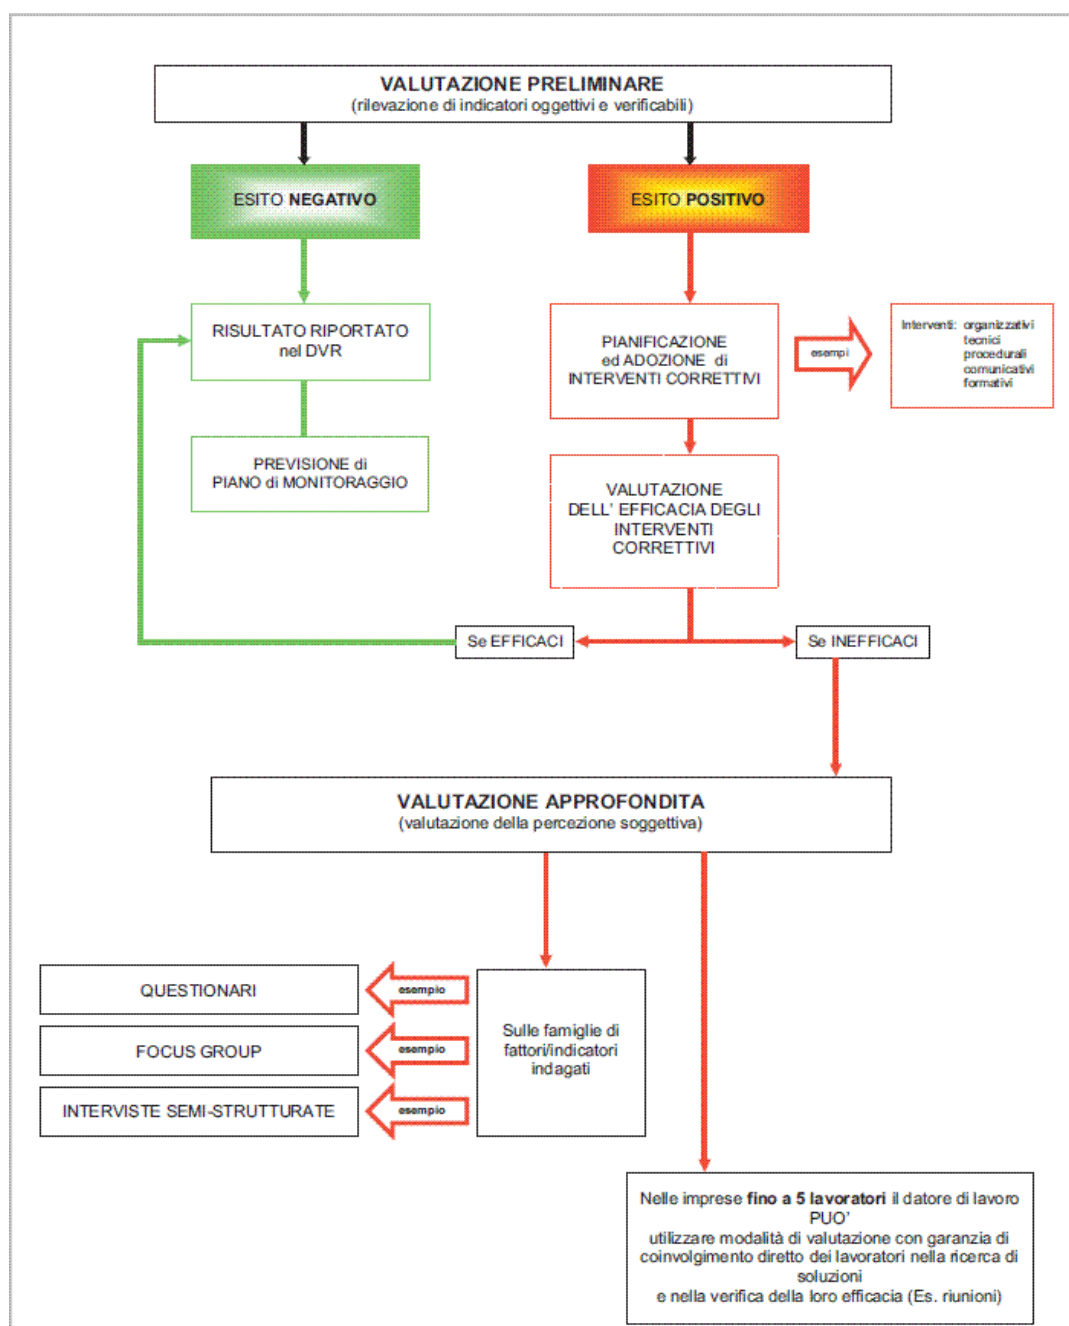 VALUTAZIONE PRELIMINARE
(rilevazione di indicatori oggettivi e verificabili)
ESITO NEGATIVO
ESITO POSITIVO
RISULTATO RIPORTATO
nel DVR
PIANIFICAZIONE
ed ADOZIONE di
INTERVENTI CORRETTIVI
esempi
Interventi: organizzativi
tecnici
procedurali
comunicativi
formativi
PREVISIONE di
PIANO di MONITORAGGIO
VALUTAZIONE
DELL' EFFICACIA DEGLI
INTERVENTI
CORRETTIVI
Se EFFICACI
Se INEFFICACI
VALUTAZIONE APPROFONDITA
(valutazione della percezione soggettiva)
QUESTIONARI
esempio
FOCUS GROUP
esempio
INTERVISTE SEMI-STRUTTURATE
esempio
Sulle famiglie di
fattori/indicatori
indagati
Nelle imprese fino a 5 lavoratori il datore di lavoro
PUO'
utilizzare modalità di valutazione con garanzia di
coinvolgimento diretto dei lavoratori nella ricerca di
soluzioni
e nella verifica della loro efficacia (Es. riunioni)